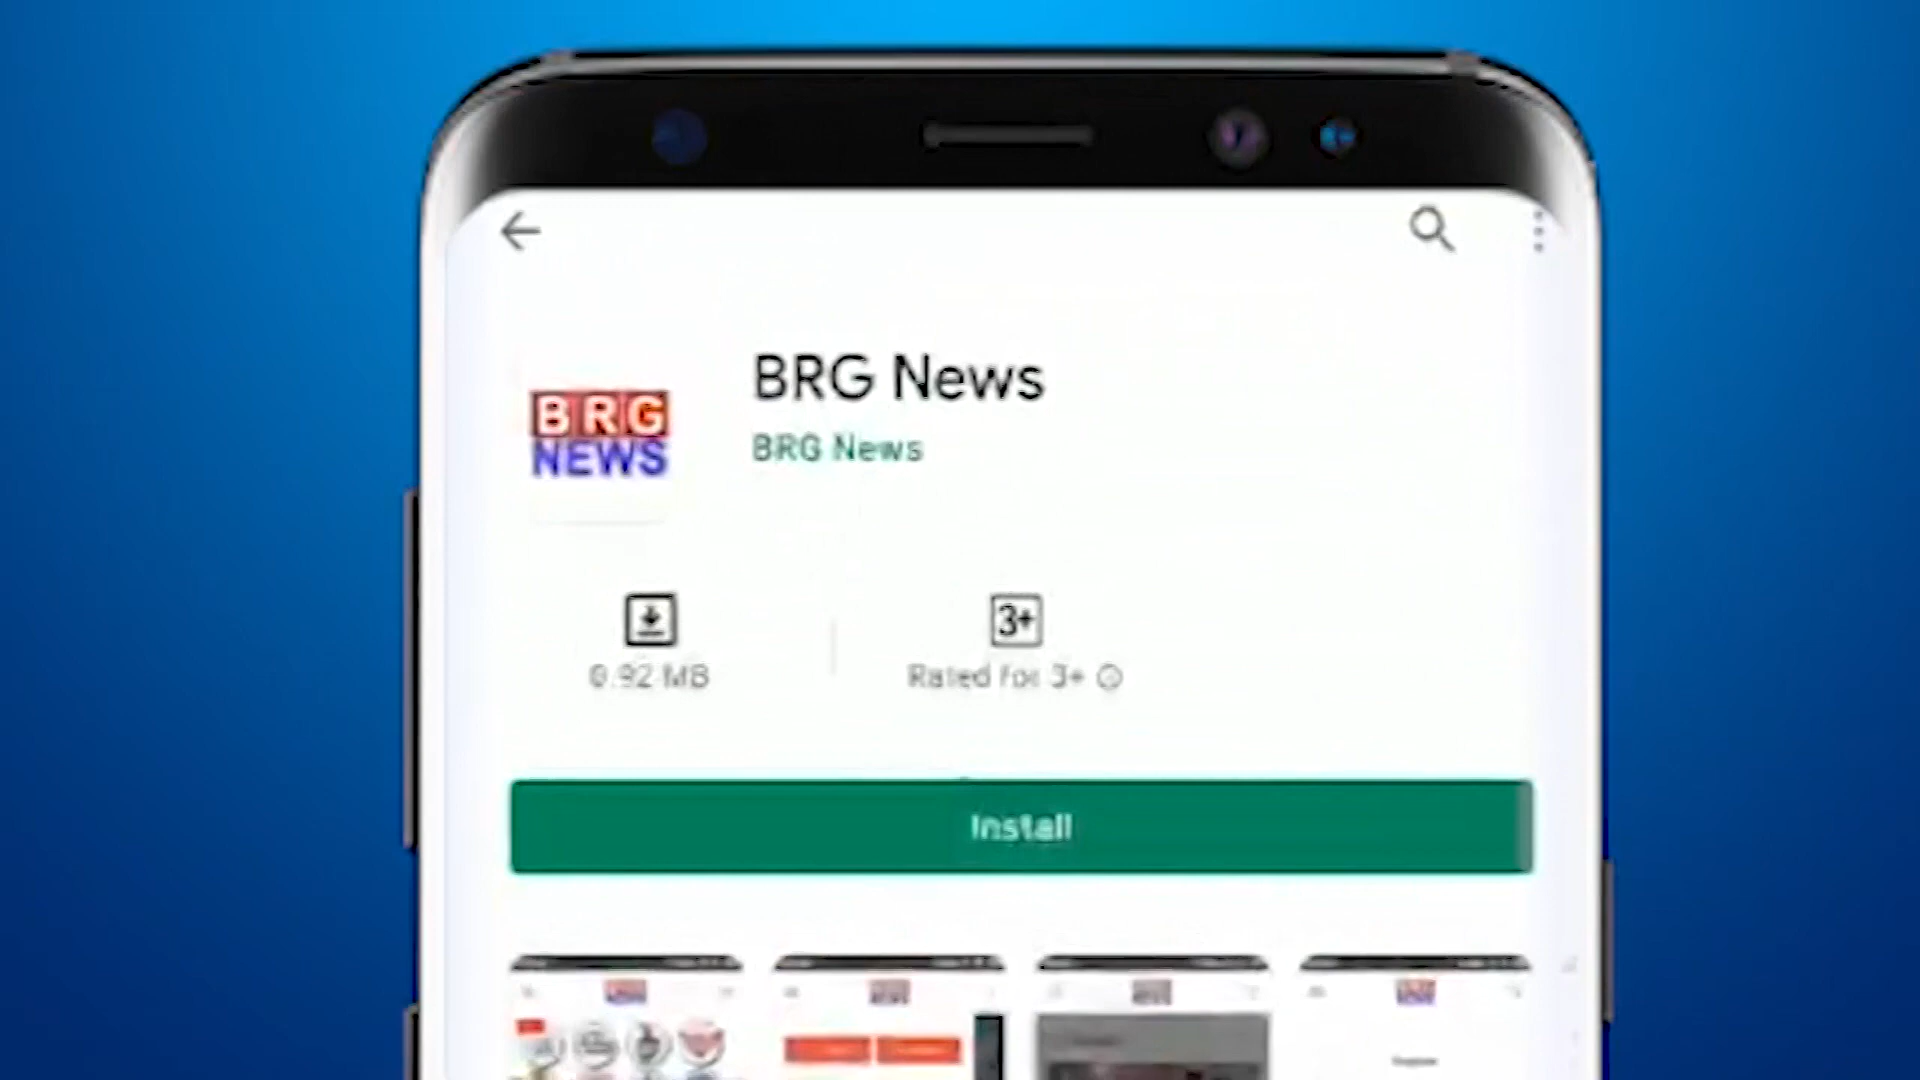 BRG News
BRG
NEWS
BRG News
3+
0.92 MB
Rated for 3+
Install